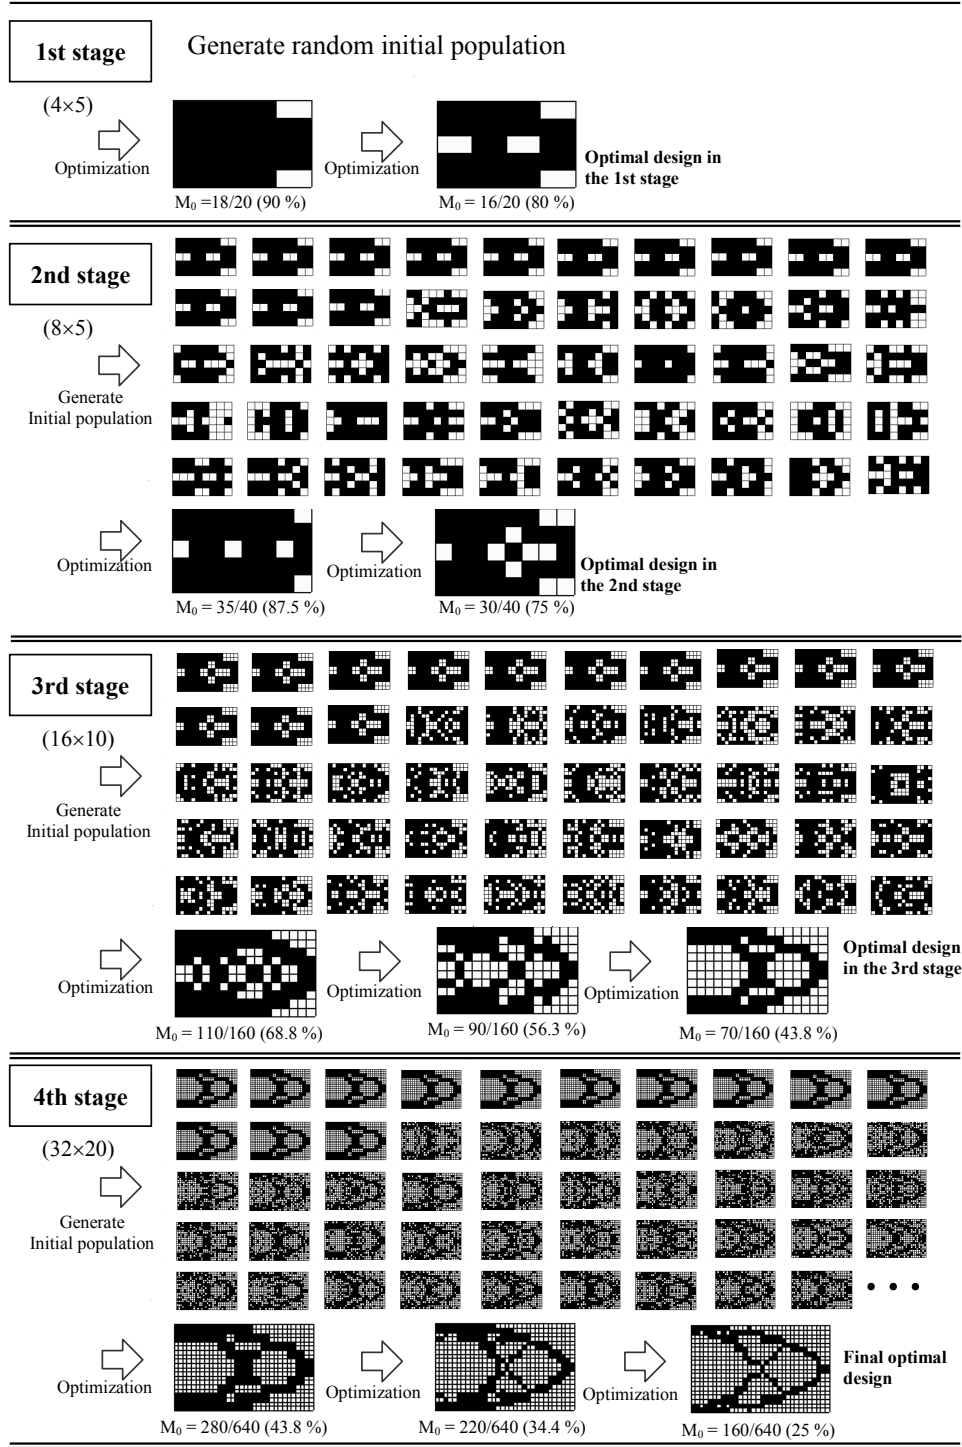 1st stage
Generate random initial population
(4×5)
Optimization
Optimization
Optimal design in
the 1st stage
M₀ =18/20 (90 %)
M₀ = 16/20 (80 %)
2nd stage
(8×5)
Generate
Initial population
Optimization
Optimization
Optimal design in
the 2nd stage
M₀ = 35/40 (87.5 %)
M₀ = 30/40 (75 %)
3rd stage
(16×10)
Generate
Initial population
Optimization
Optimization
Optimization
Optimal design
in the 3rd stage
M₀ = 110/160 (68.8 %)
M₀ = 90/160 (56.3 %)
M₀ = 70/160 (43.8 %)
4th stage
(32×20)
Generate
Initial population
• • •
Optimization
Optimization
Optimization
Final optimal
design
M₀ = 280/640 (43.8 %)
M₀ = 220/640 (34.4 %)
M₀ = 160/640 (25 %)